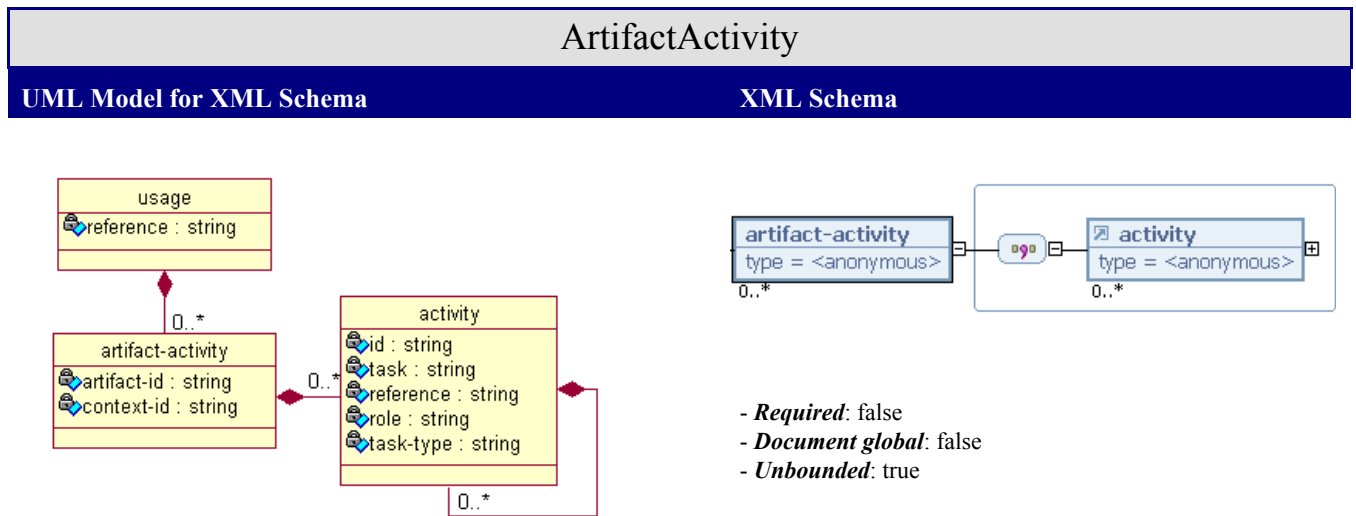 ArtifactActivity
UML Model for XML Schema
XML Schema
usage
reference : string
0..*
artifact-activity
artifact-id : string
context-id : string
0..*
activity
id : string
task : string
reference : string
role : string
task-type : string
0..*
artifact-activity
type = <anonymous>
0..*
activity
type = <anonymous>
0..*
- Required: false
- Document global: false
- Unbounded: true